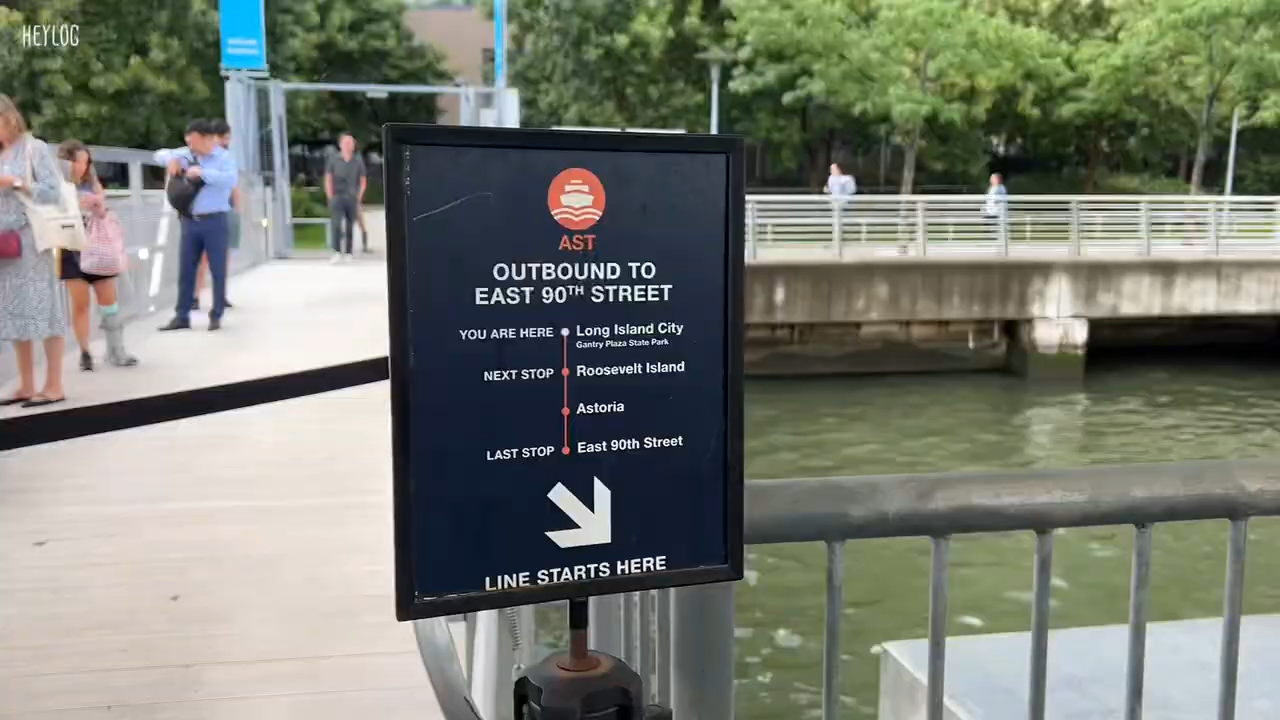 HEYLOG
AST
OUTBOUND TO
EAST 90TH STREET
YOU ARE HERE Long Island City
Gantry Plaza State Park
NEXT STOP Roosevelt Island
Astoria
LAST STOP East 90th Street
LINE STARTS HERE